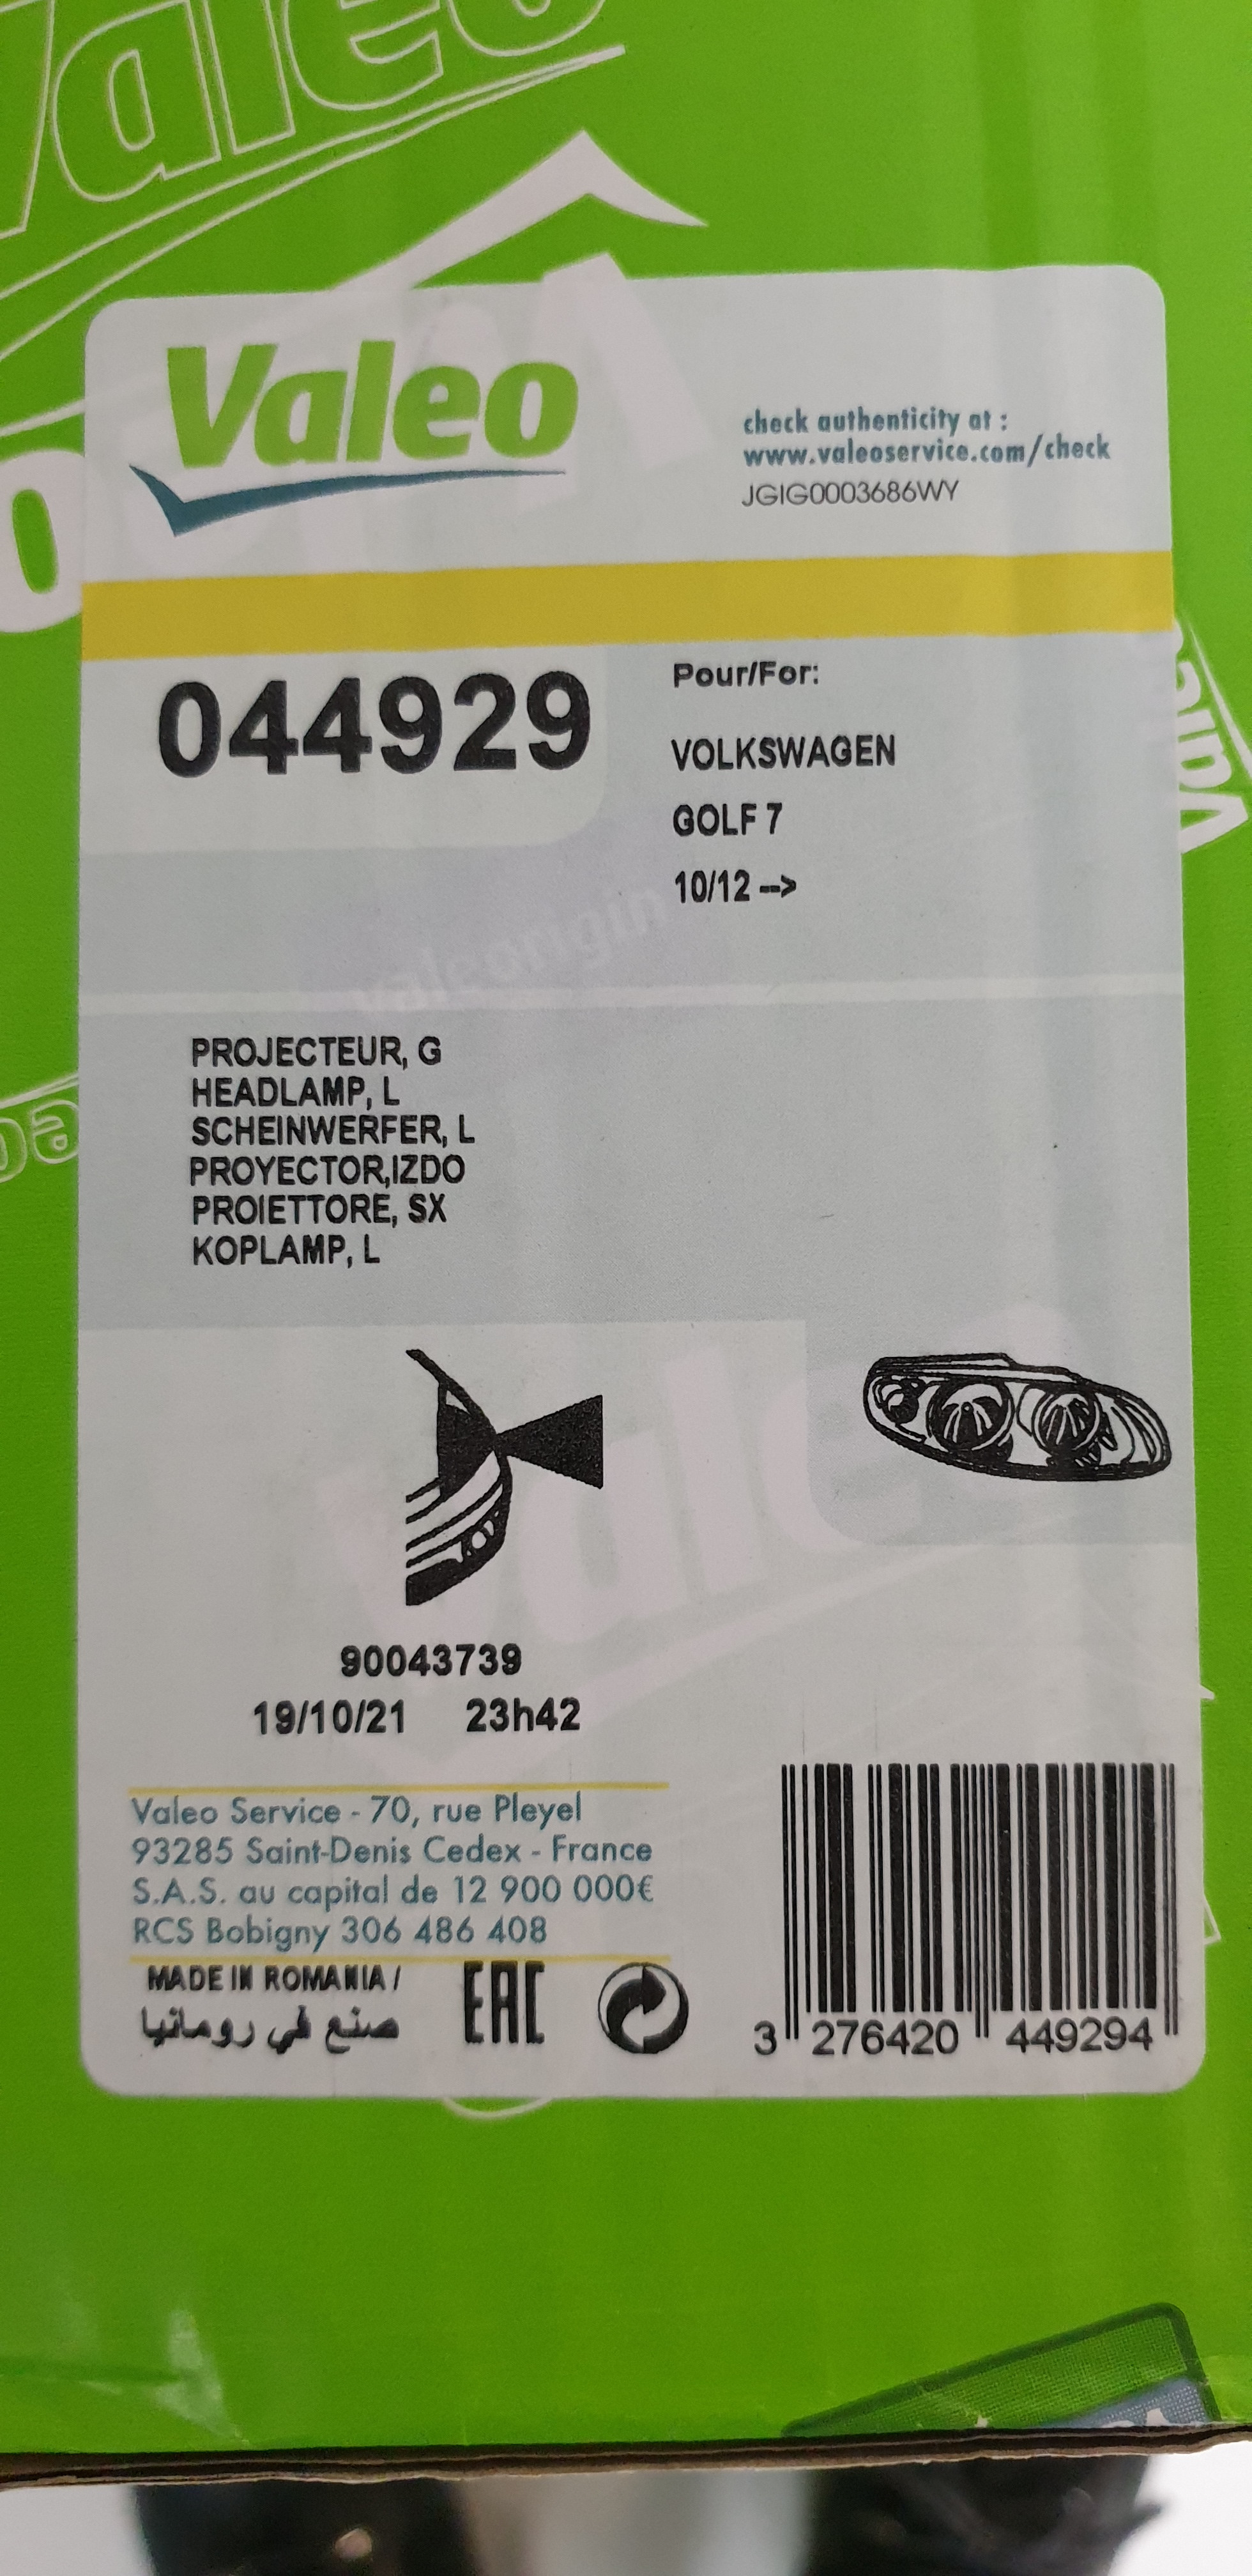 Valeo
Valeo
check authenticity at :
www.valeoservice.com/check
JGIG0003686WY
044929
Pour/For:
VOLKSWAGEN
GOLF 7
10/12 -->
valeorigin
PROJECTEUR, G
HEADLAMP, L
SCHEINWERFER, L
PROYECTOR,IZDO
PROIETTORE, SX
KOPLAMP, L
90043739
19/10/21 23h42
Valeo Service - 70, rue Pleyel
93285 Saint-Denis Cedex - France
S.A.S. au capital de 12 900 000€
RCS Bobigny 306 486 408
MADE IN ROMANIA /
صنع في رومانيا
EAC
3 276420 449294